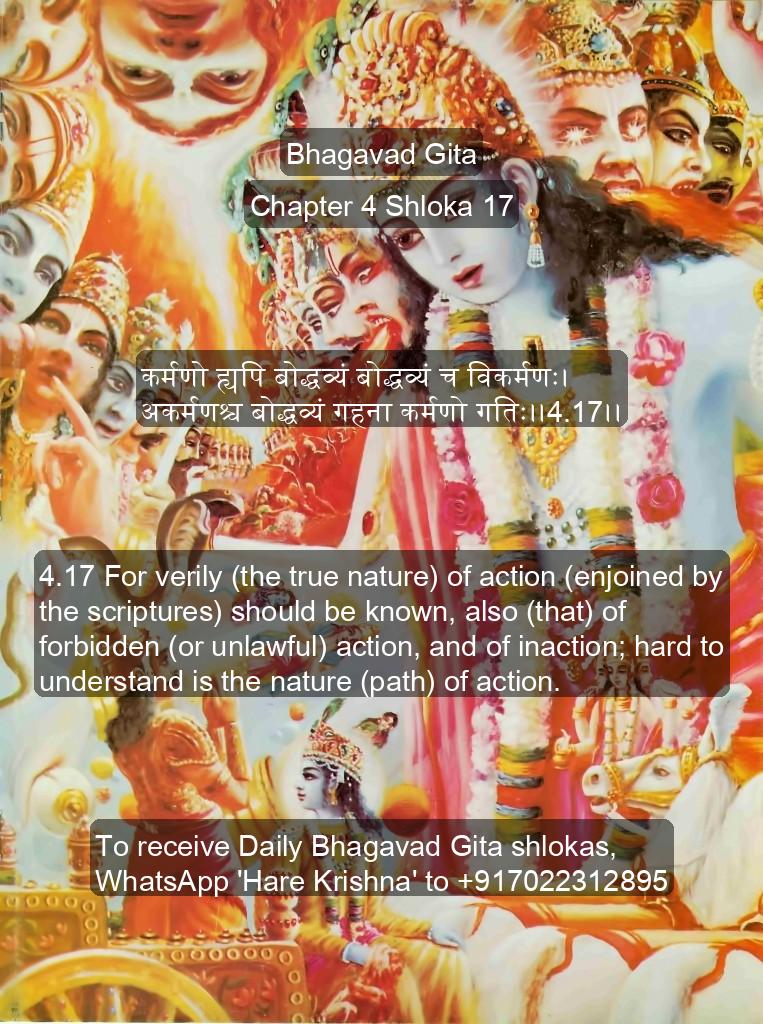 Bhagavad Gita
Chapter 4 Shloka 17
कर्मणो ह्यपि बोद्धव्यं बोद्धव्यं च विकर्मणः।
अकर्मणश्च बोद्धव्यं गहना कर्मणो गतिः।।4.17।।
4.17 For verily (the true nature) of action (enjoined by
the scriptures) should be known, also (that) of
forbidden (or unlawful) action, and of inaction; hard to
understand is the nature (path) of action.
To receive Daily Bhagavad Gita shlokas,
WhatsApp 'Hare Krishna' to +917022312895